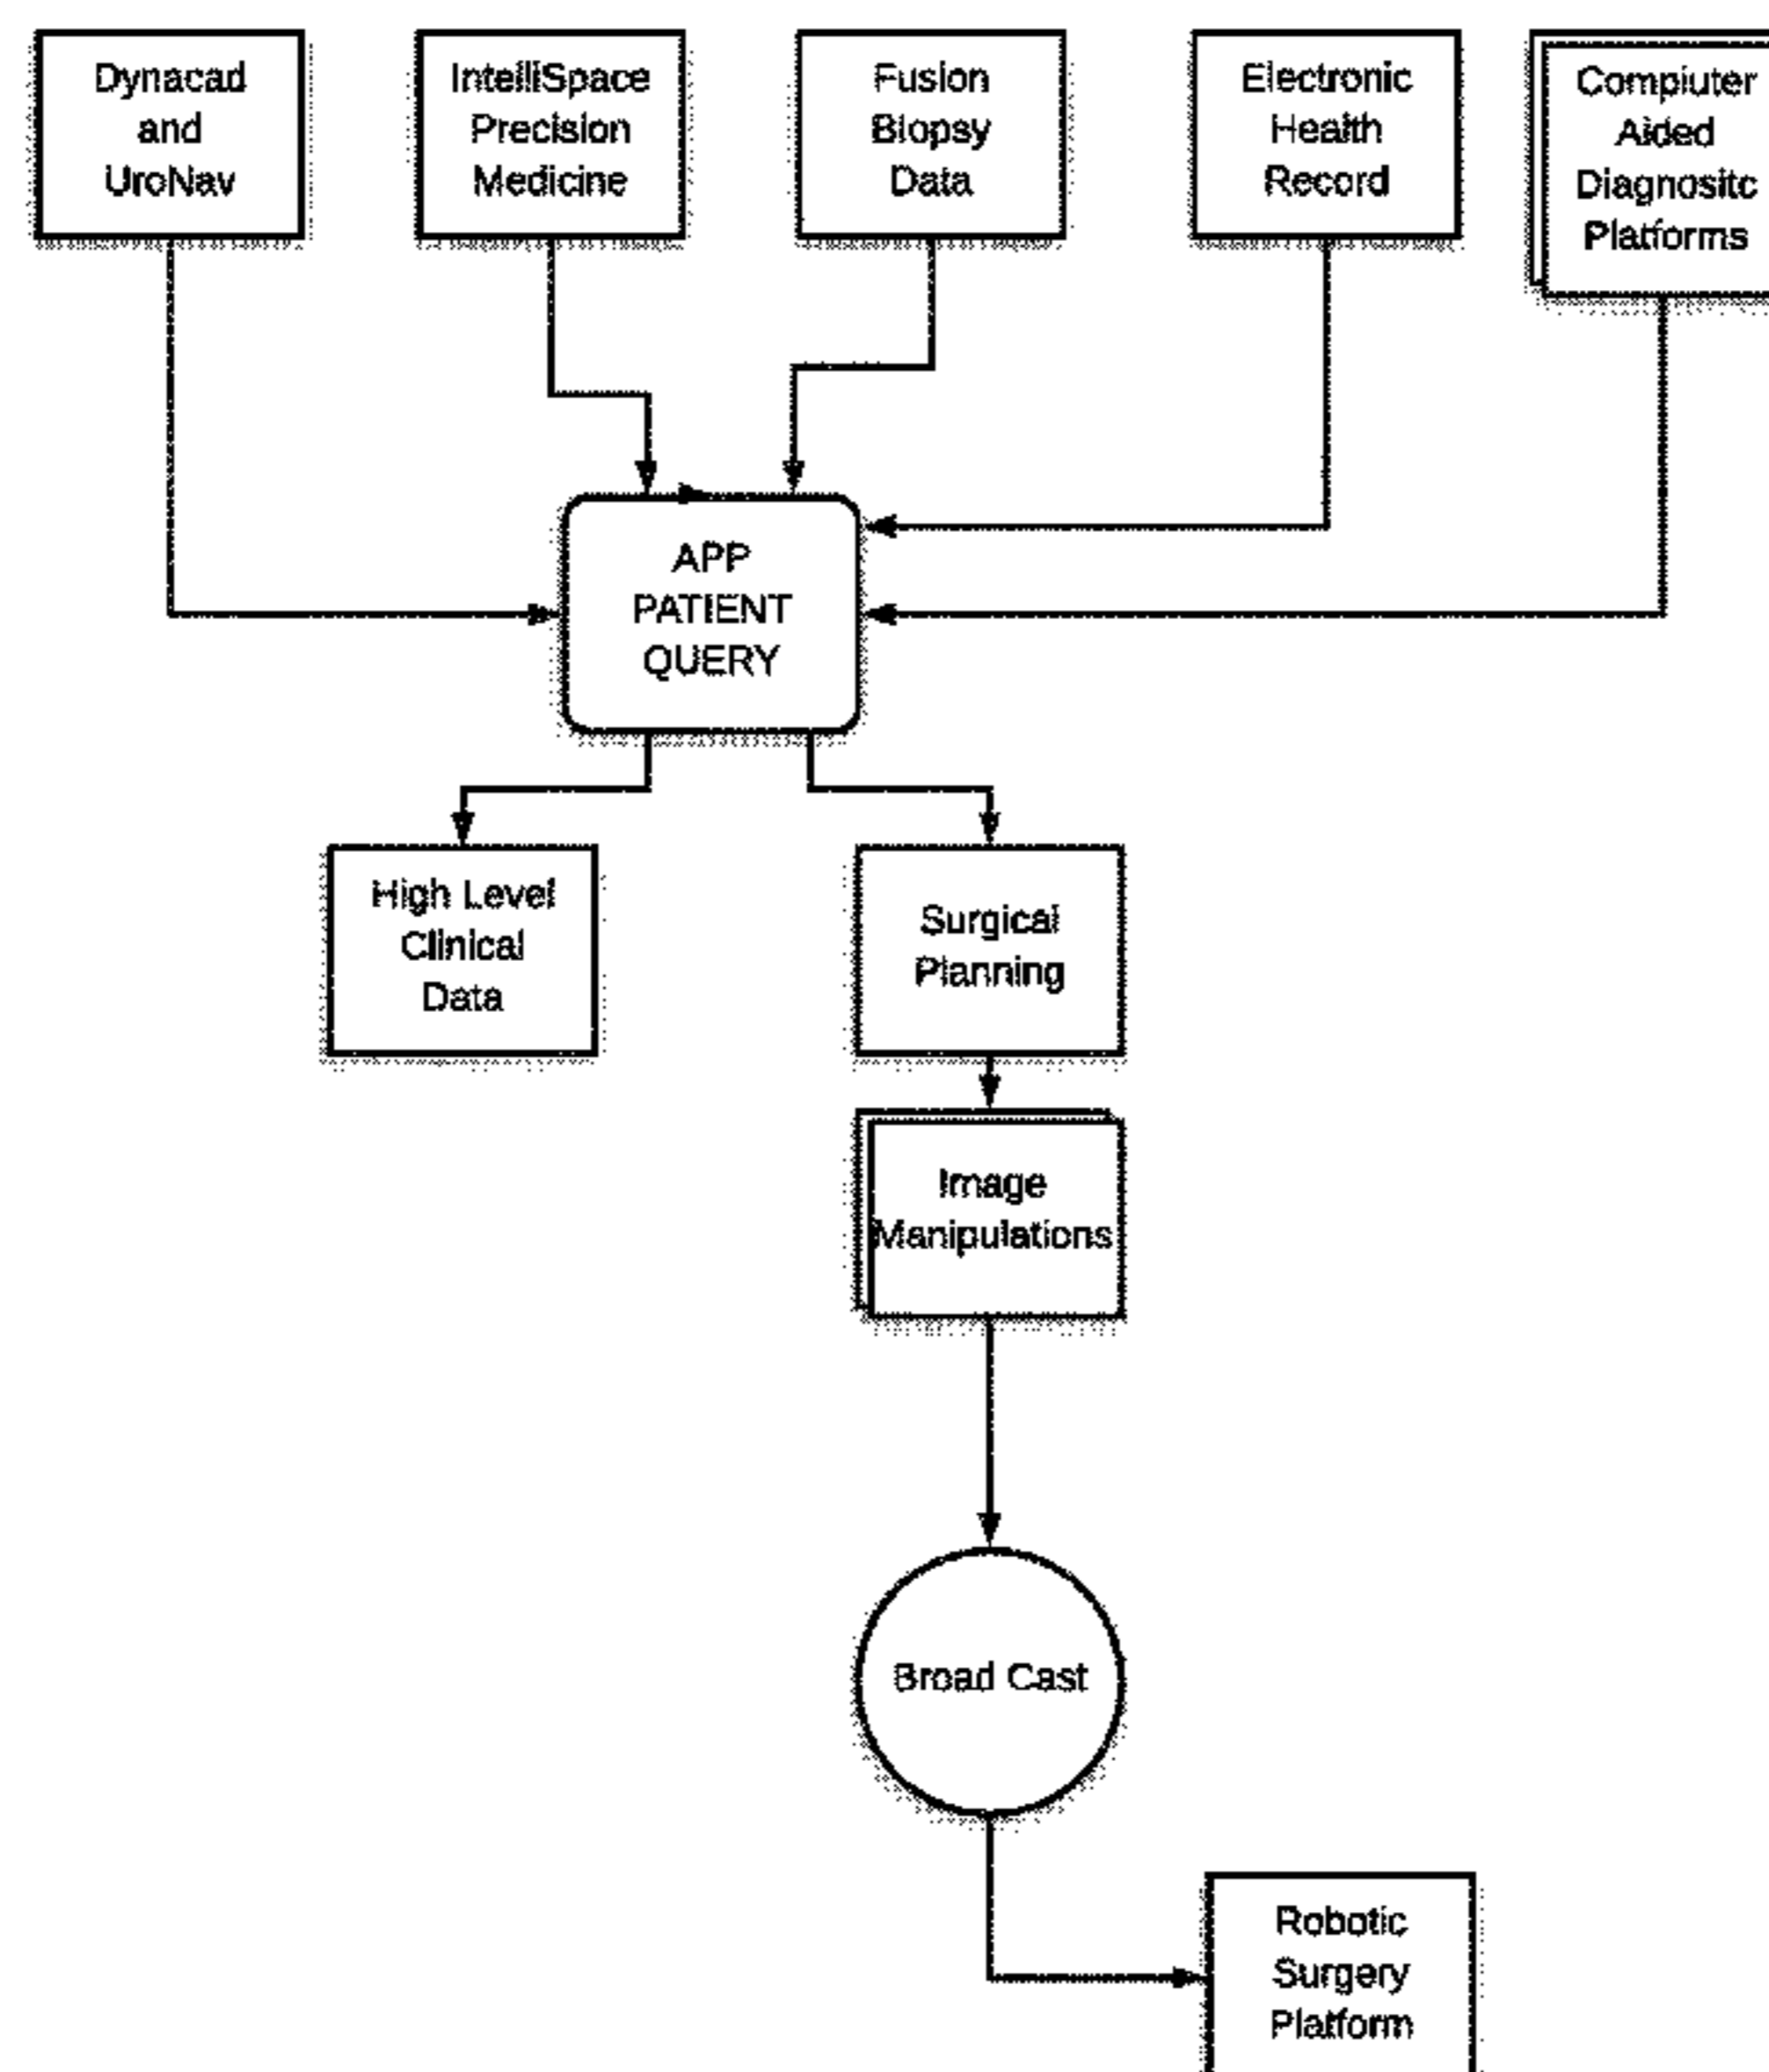 Dynacad
and
UroNav
IntelliSpace
Precision
Medicine
Fusion
Biopsy
Data
Electronic
Health
Record
Compiuter
Aided
Diagnositc
Platforms
APP
PATIENT
QUERY
High Level
Clinical
Data
Surgical
Planning
Image
Manipulations
Broad Cast
Robotic
Surgery
Platform